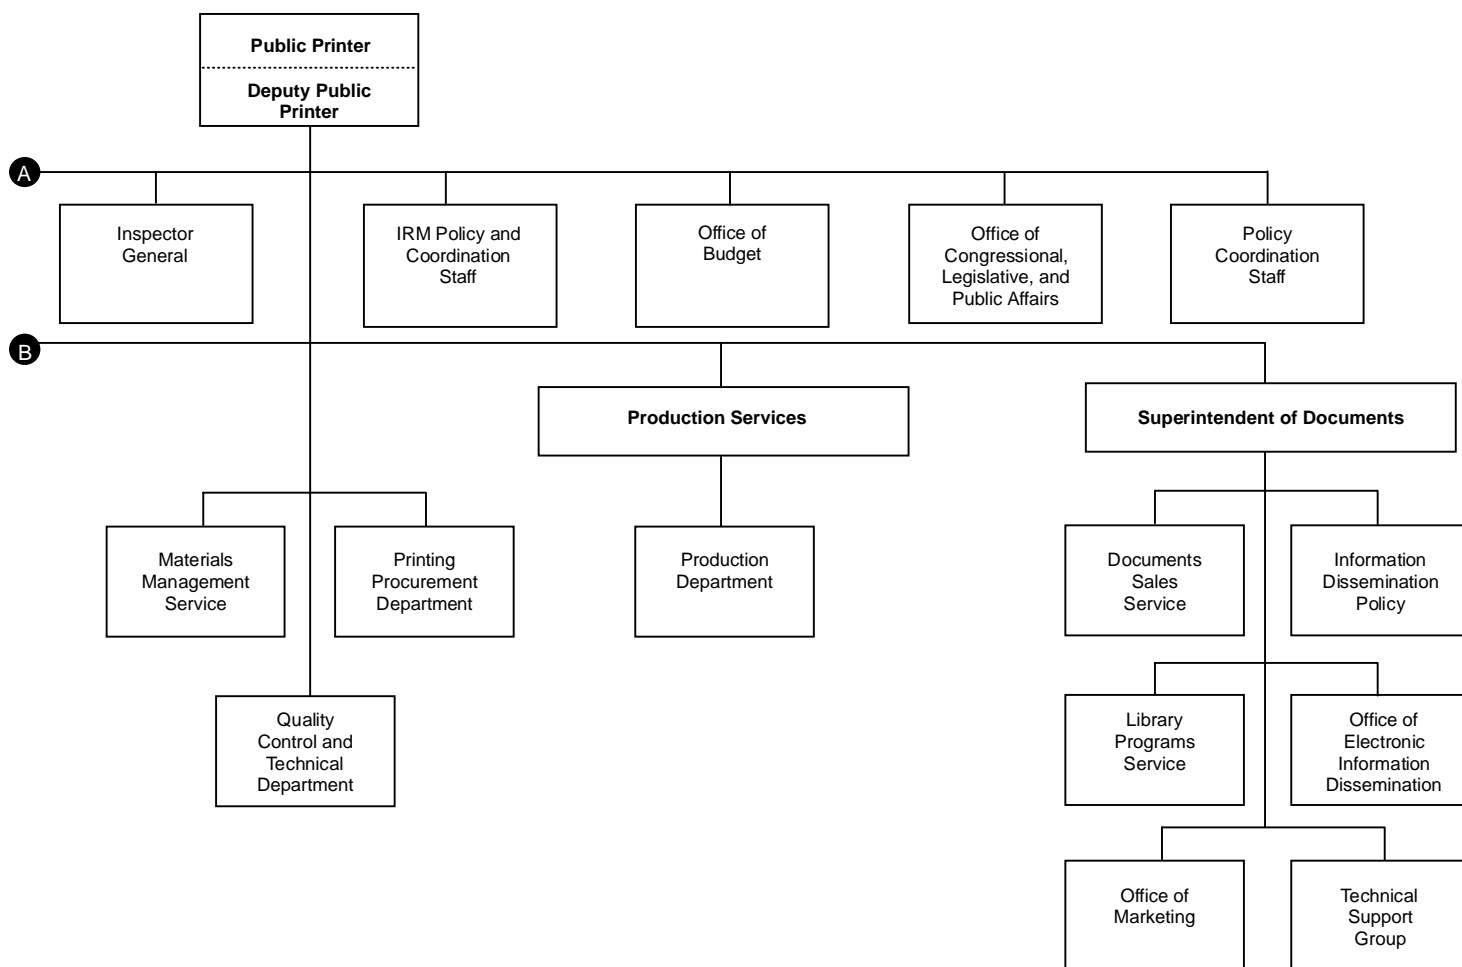 Public Printer
Deputy Public
Printer
A
Inspector
General
IRM Policy and
Coordination
Staff
Office of
Budget
Office of
Congressional,
Legislative, and
Public Affairs
Policy
Coordination
Staff
B
Production Services
Superintendent of Documents
Materials
Management
Service
Printing
Procurement
Department
Production
Department
Documents
Sales
Service
Information
Dissemination
Policy
Quality
Control and
Technical
Department
Library
Programs
Service
Office of
Electronic
Information
Dissemination
Office of
Marketing
Technical
Support
Group